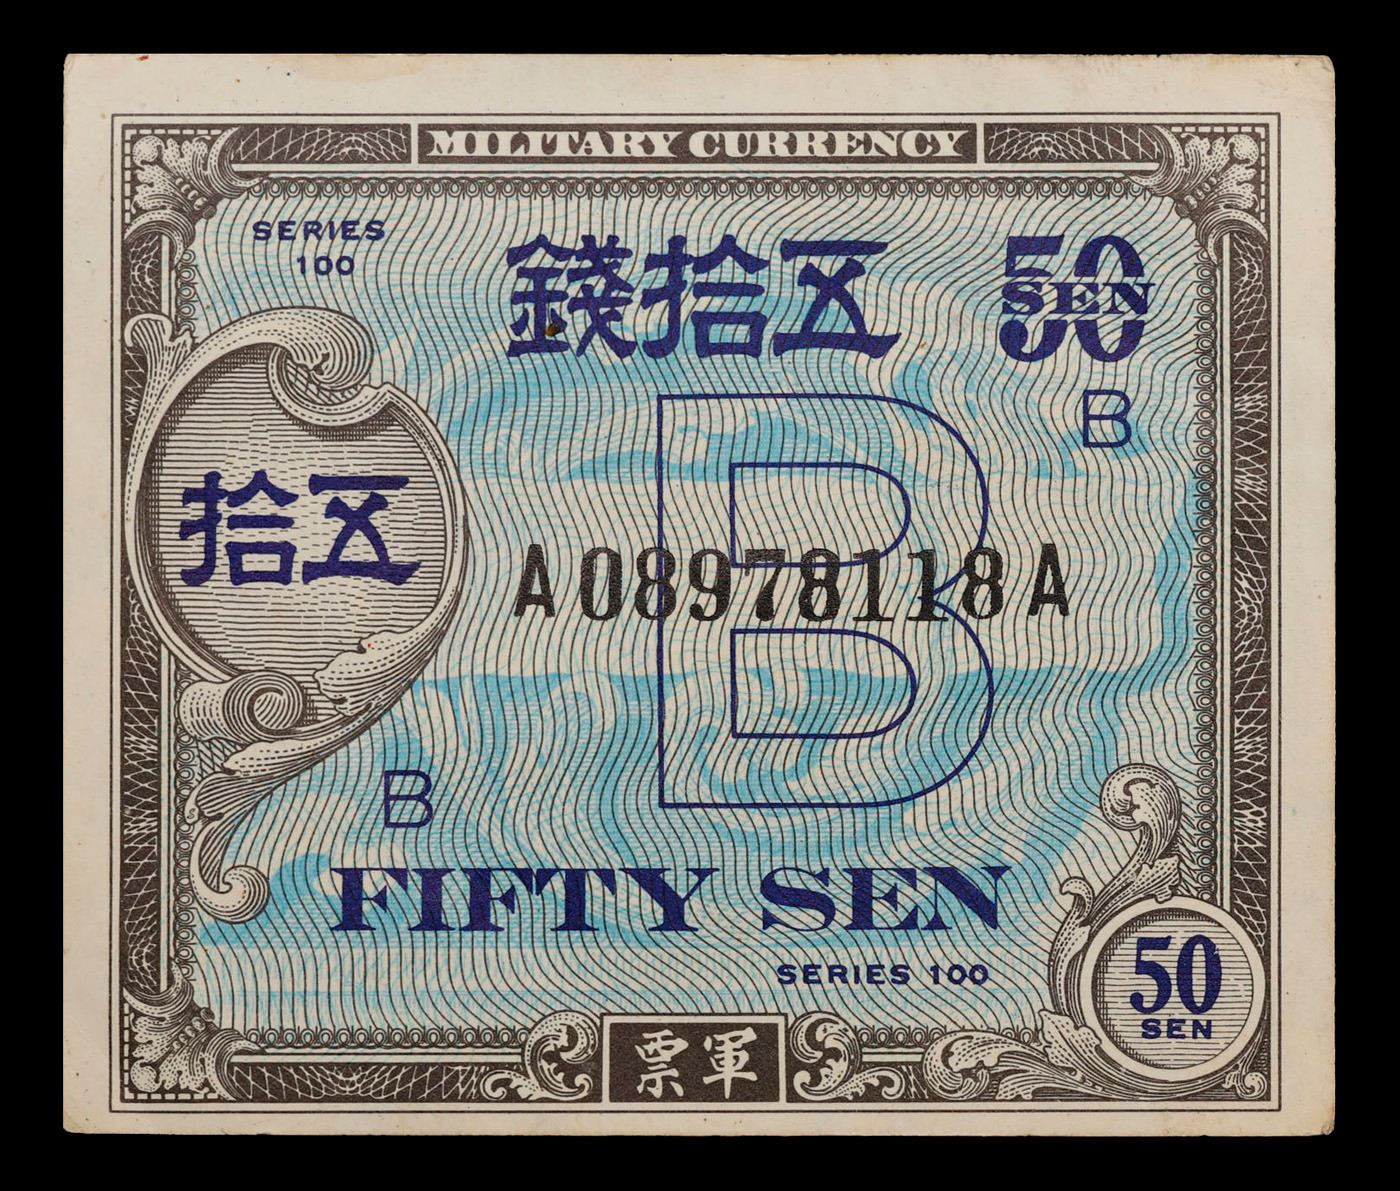 MILITARY CURRENCY
SERIES
100
錢拾五
50
SEN
B
拾五
B
A08978118A
B
FIFTY SEN
SERIES 100
50
SEN
票軍